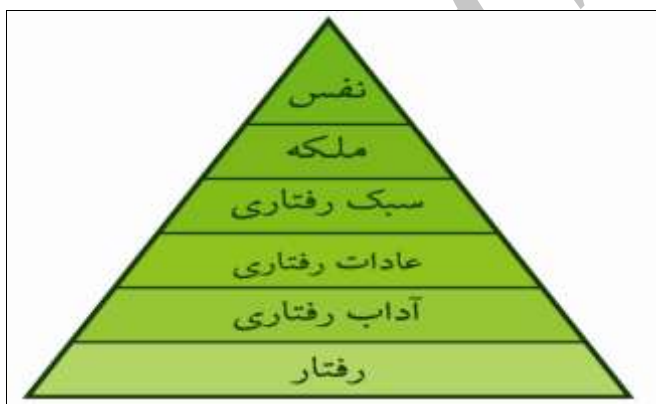 نفس
ملکه
سبک رفتاری
عادات رفتاری
آداب رفتاری
رفتار